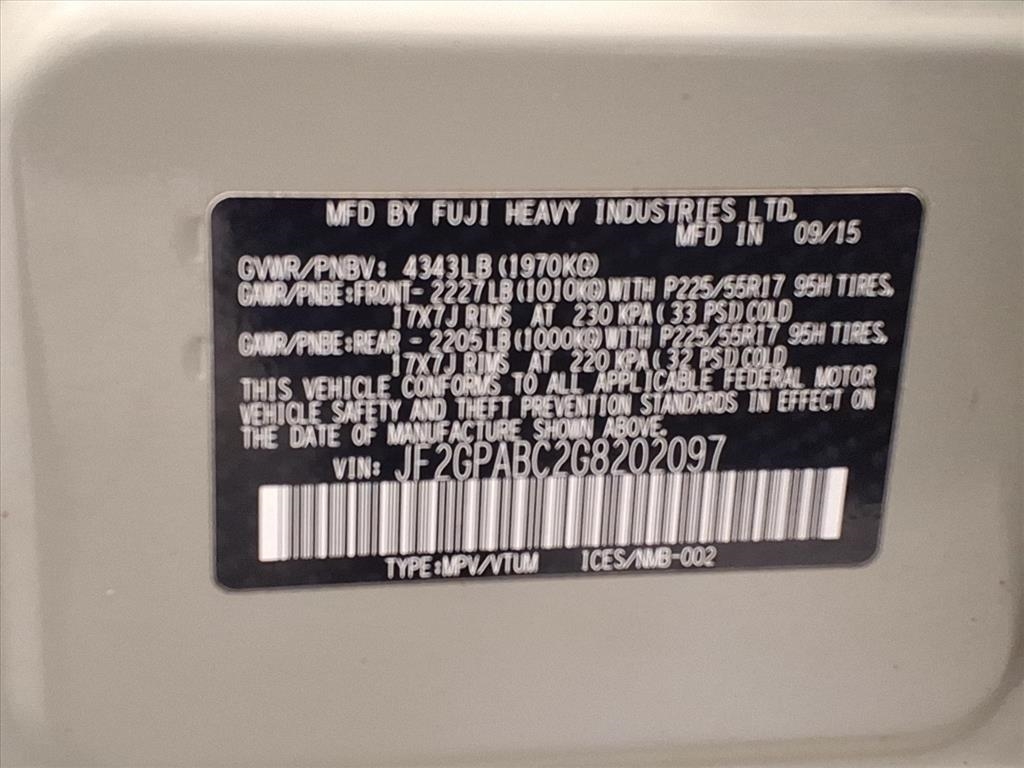 MFD BY FUJI HEAVY INDUSTRIES LTD.
MFD IN 09/15
GVWR/PNBV: 4343LB (1970KG)
GAWR/PNBE:FRONT- 2227LB(1010KG)WITH P225/55R17 95H TIRES,
17X7J RIMS AT 230 KPA( 33 PSI)COLD
GAWR/PNBE:REAR - 2205LB(1000KG)WITH P225/55R17 95H TIRES,
17X7J RIMS AT 220 KPA( 32 PSI)COLD
THIS VEHICLE CONFORMS TO ALL APPLICABLE FEDERAL MOTOR
VEHICLE SAFETY AND THEFT PREVENTION STANDARDS IN EFFECT ON
THE DATE OF MANUFACTURE SHOWN ABOVE.
VIN: JF2GPABC2G8202097
TYPE:MPV/VTUM ICES/NMB-002